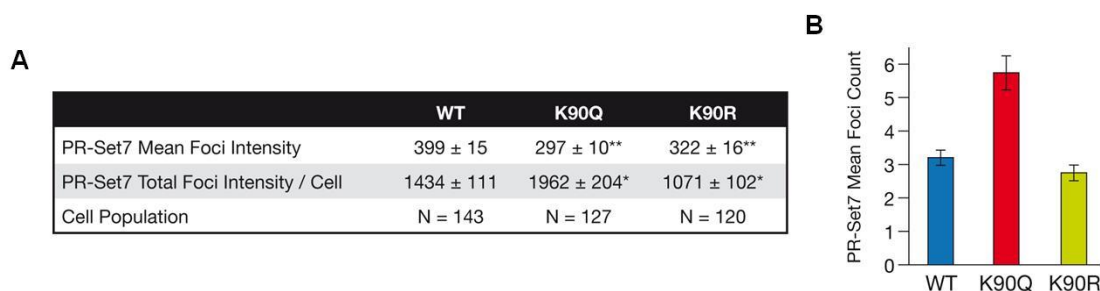 A
WT K90Q K90R
PR-Set7 Mean Foci Intensity 399 ± 15 297 ± 10** 322 ± 16**
PR-Set7 Total Foci Intensity / Cell 1434 ± 111 1962 ± 204* 1071 ± 102*
Cell Population N = 143 N = 127 N = 120
B
PR-Set7 Mean Foci Count
6
5
4
3
2
1
0
WT K90Q K90R